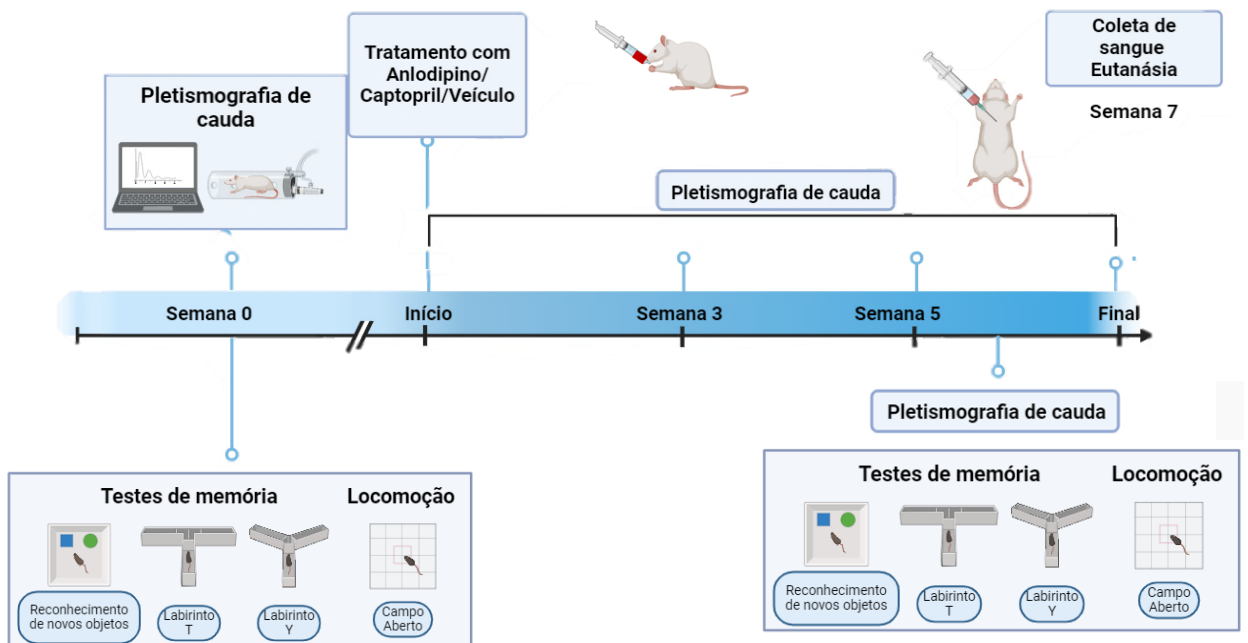 Pletismografia de
cauda
Tratamento com
Anlodipino/
Captopril/Veículo
Coleta de
sangue
Eutanásia
Semana 7
Pletismografia de cauda
Semana 0
Início
Semana 3
Semana 5
Final
Pletismografia de cauda
Testes de memória
Locomoção
Reconhecimento
de novos objetos
Labirinto
T
Labirinto
Y
Campo
Aberto
Testes de memória
Locomoção
Reconhecimento
de novos objetos
Labirinto
T
Labirinto
Y
Campo
Aberto